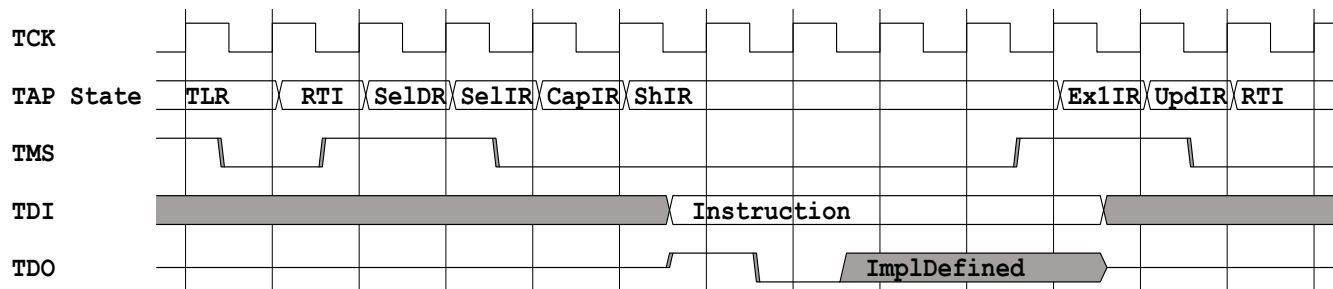 TCK
TAP State TLR RTI SelDR SelIR CapIR ShIR Ex1IR UpdIR RTI
TMS
TDI Instruction
TDO ImplDefined